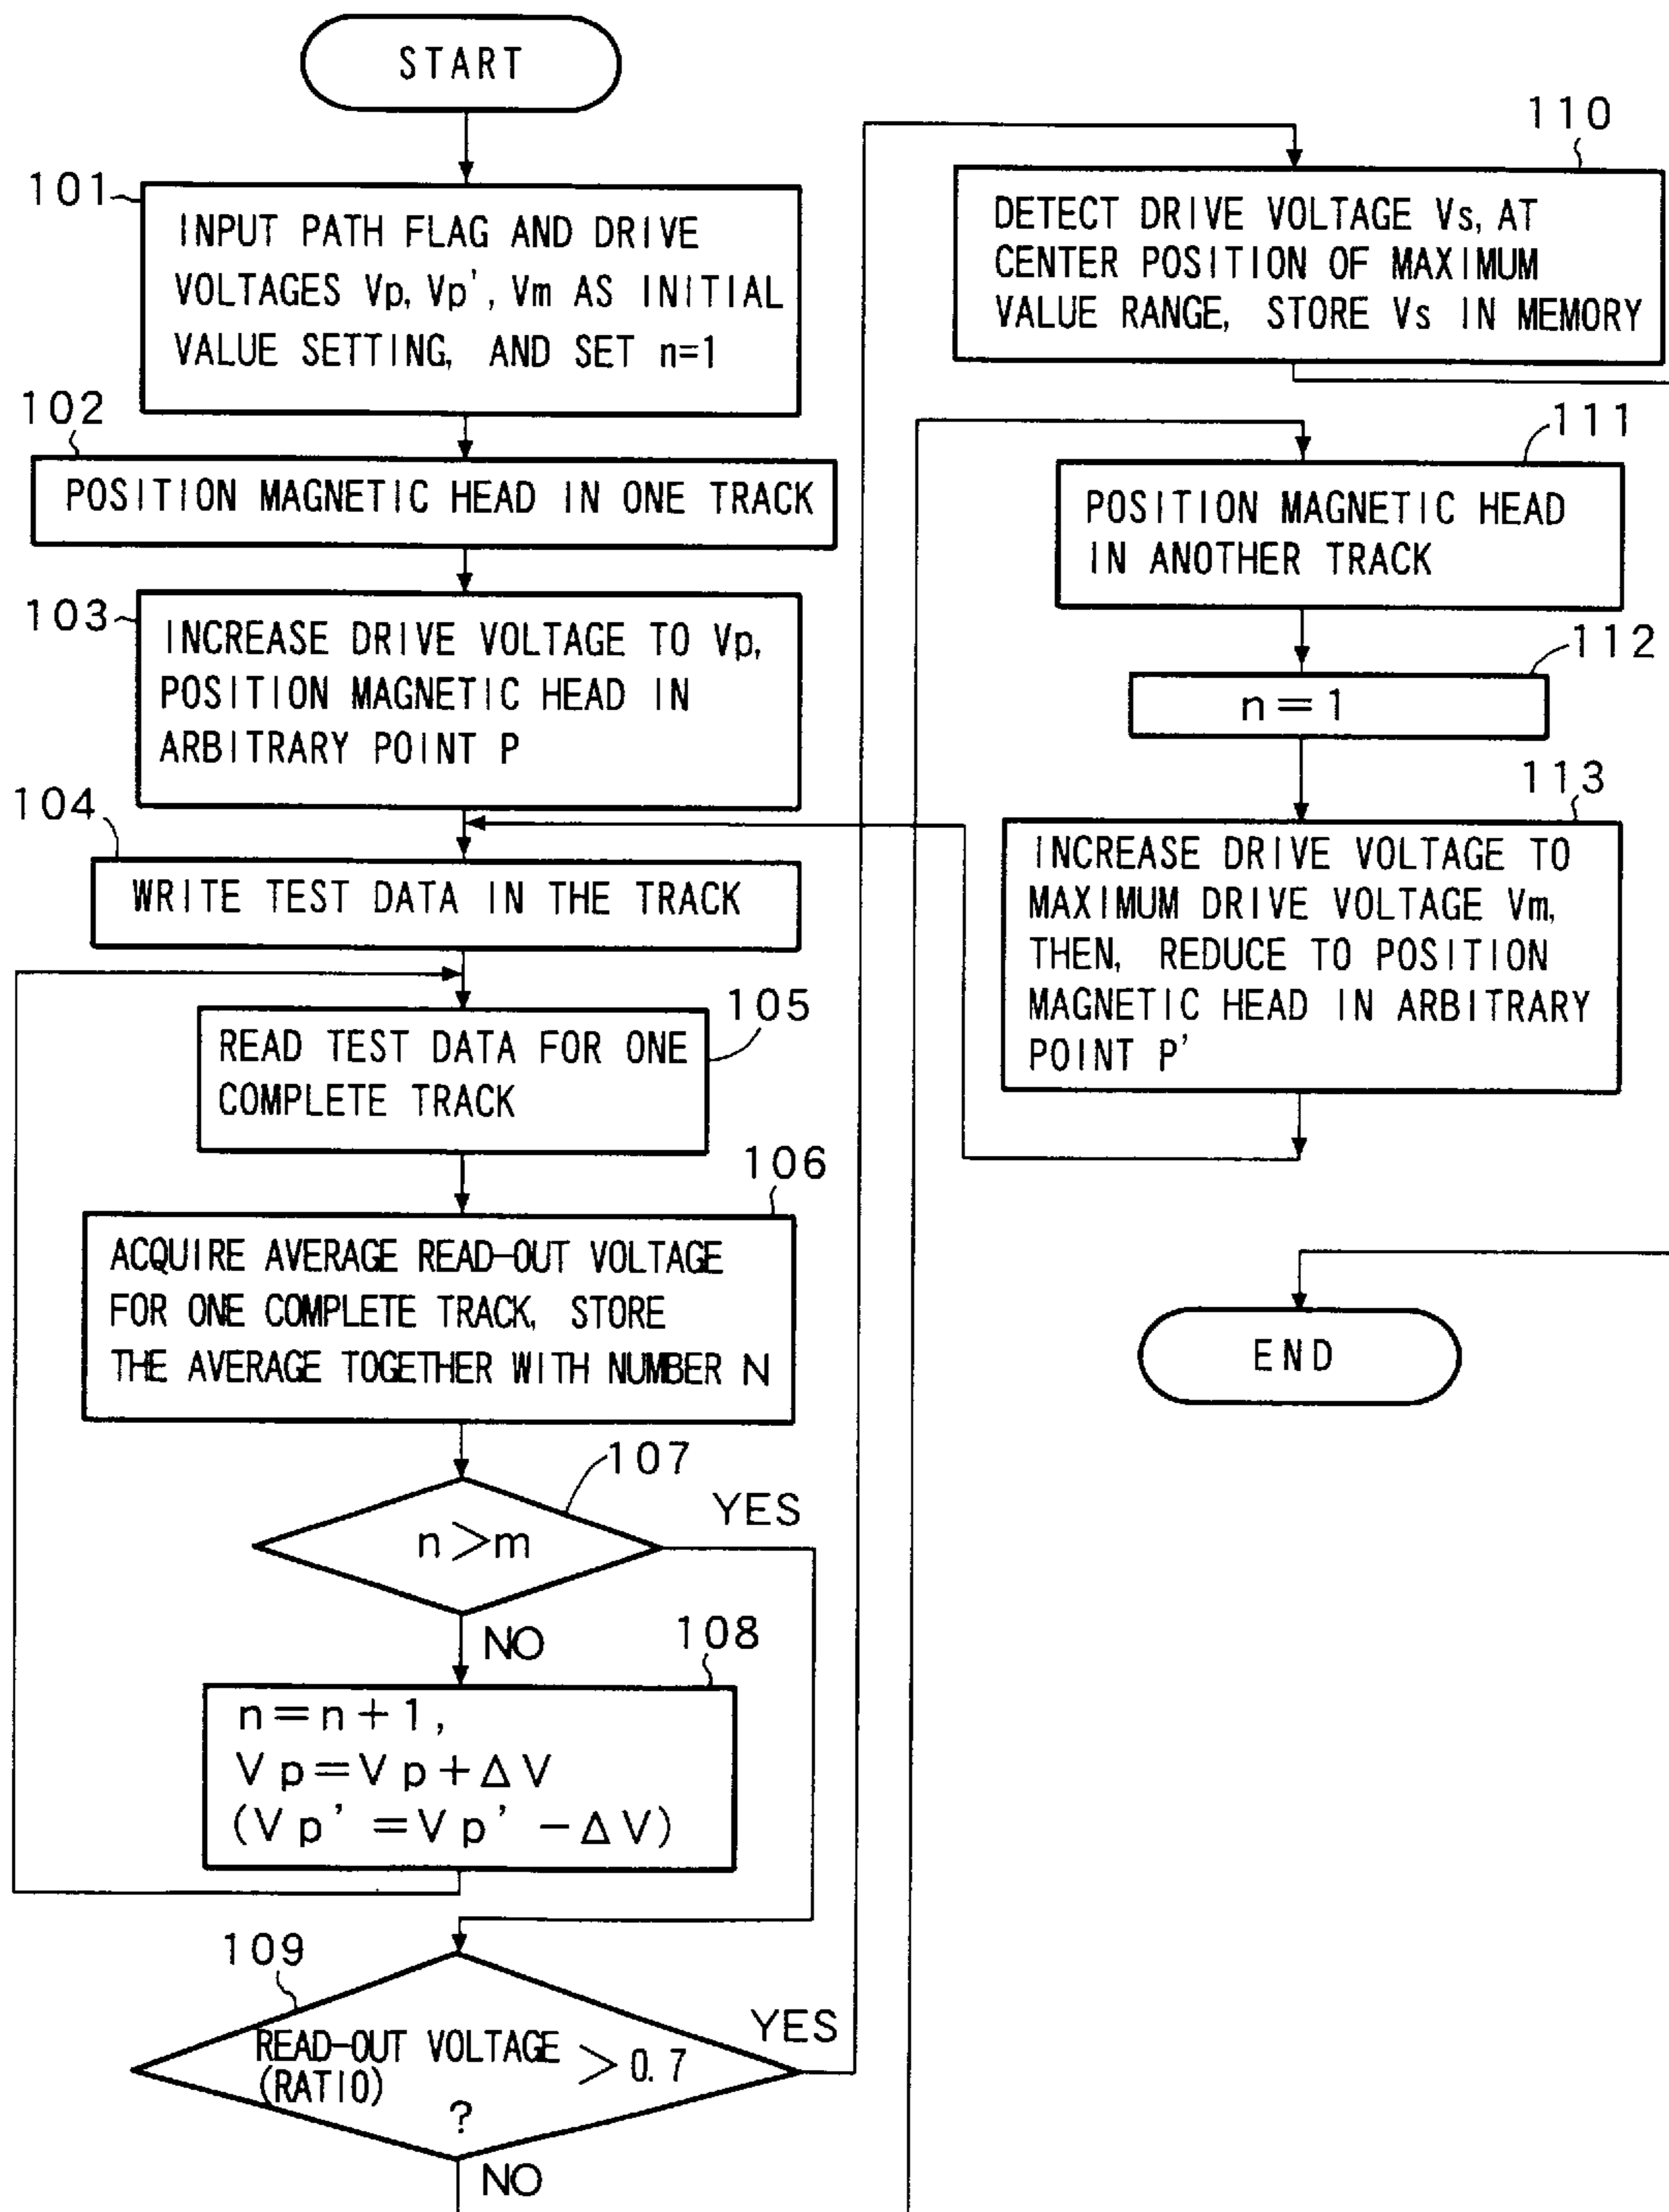 START
101
INPUT PATH FLAG AND DRIVE
VOLTAGES Vp, Vp', Vm AS INITIAL
VALUE SETTING, AND SET n=1
102
POSITION MAGNETIC HEAD IN ONE TRACK
103
INCREASE DRIVE VOLTAGE TO Vp,
POSITION MAGNETIC HEAD IN
ARBITRARY POINT P
104
WRITE TEST DATA IN THE TRACK
105
READ TEST DATA FOR ONE
COMPLETE TRACK
106
ACQUIRE AVERAGE READ-OUT VOLTAGE
FOR ONE COMPLETE TRACK, STORE
THE AVERAGE TOGETHER WITH NUMBER N
107
n>m
YES
NO
108
n=n+1,
Vp=Vp+ΔV
(Vp'=Vp'-ΔV)
109
READ-OUT VOLTAGE
(RATIO)
>0.7
?
YES
NO
110
DETECT DRIVE VOLTAGE Vs, AT
CENTER POSITION OF MAXIMUM
VALUE RANGE, STORE Vs IN MEMORY
111
POSITION MAGNETIC HEAD
IN ANOTHER TRACK
112
n=1
113
INCREASE DRIVE VOLTAGE TO
MAXIMUM DRIVE VOLTAGE Vm,
THEN, REDUCE TO POSITION
MAGNETIC HEAD IN ARBITRARY
POINT P'
END